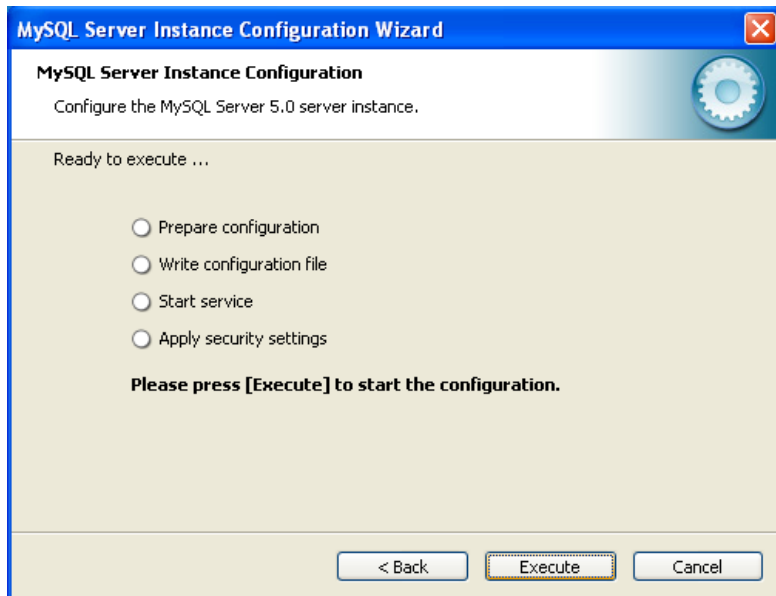 MySQL Server Instance Configuration Wizard
MySQL Server Instance Configuration
Configure the MySQL Server 5.0 server instance.
Ready to execute ...
Prepare configuration
Write configuration file
Start service
Apply security settings
Please press [Execute] to start the configuration.
< Back
Execute
Cancel